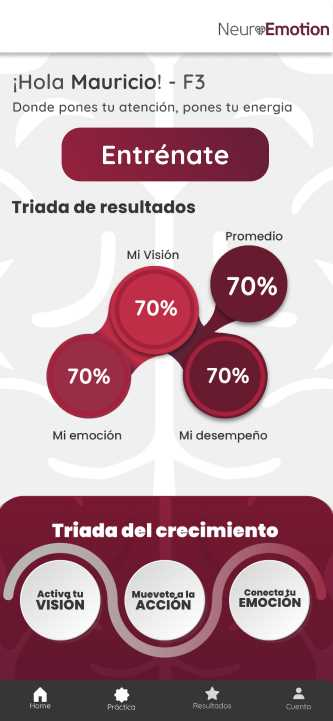 NeuroEmotion
¡Hola Mauricio! - F3
Donde pones tu atención, pones tu energia
Entrénate
Triada de resultados
Promedio
Mi Visión
70%
70%
70%
70%
Mi emoción
Mi desempeño
Triada del crecimiento
Activa tu
VISIÓN
Muevete a la
ACCIÓN
Conecta tu
EMOCIÓN
Home
Práctica
Resultados
Cuenta